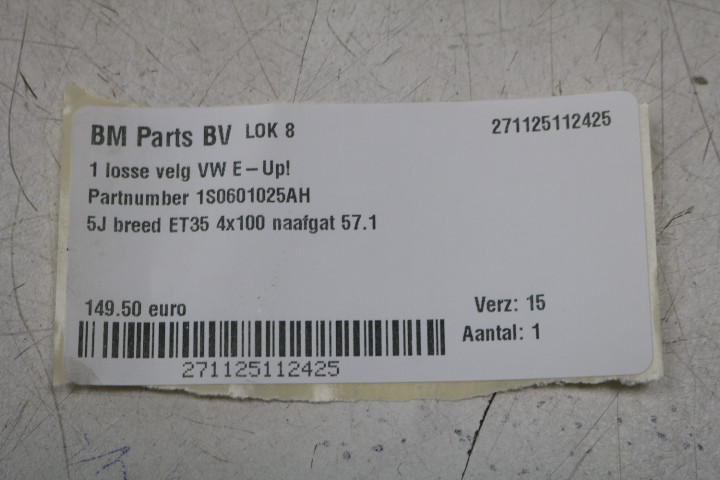 BM Parts BV LOK 8 271125112425
1 losse velg VW E-Up!
Partnumber 1S0601025AH
5J breed ET35 4x100 naafgat 57.1
149.50 euro Verz: 15
Aantal: 1
271125112425